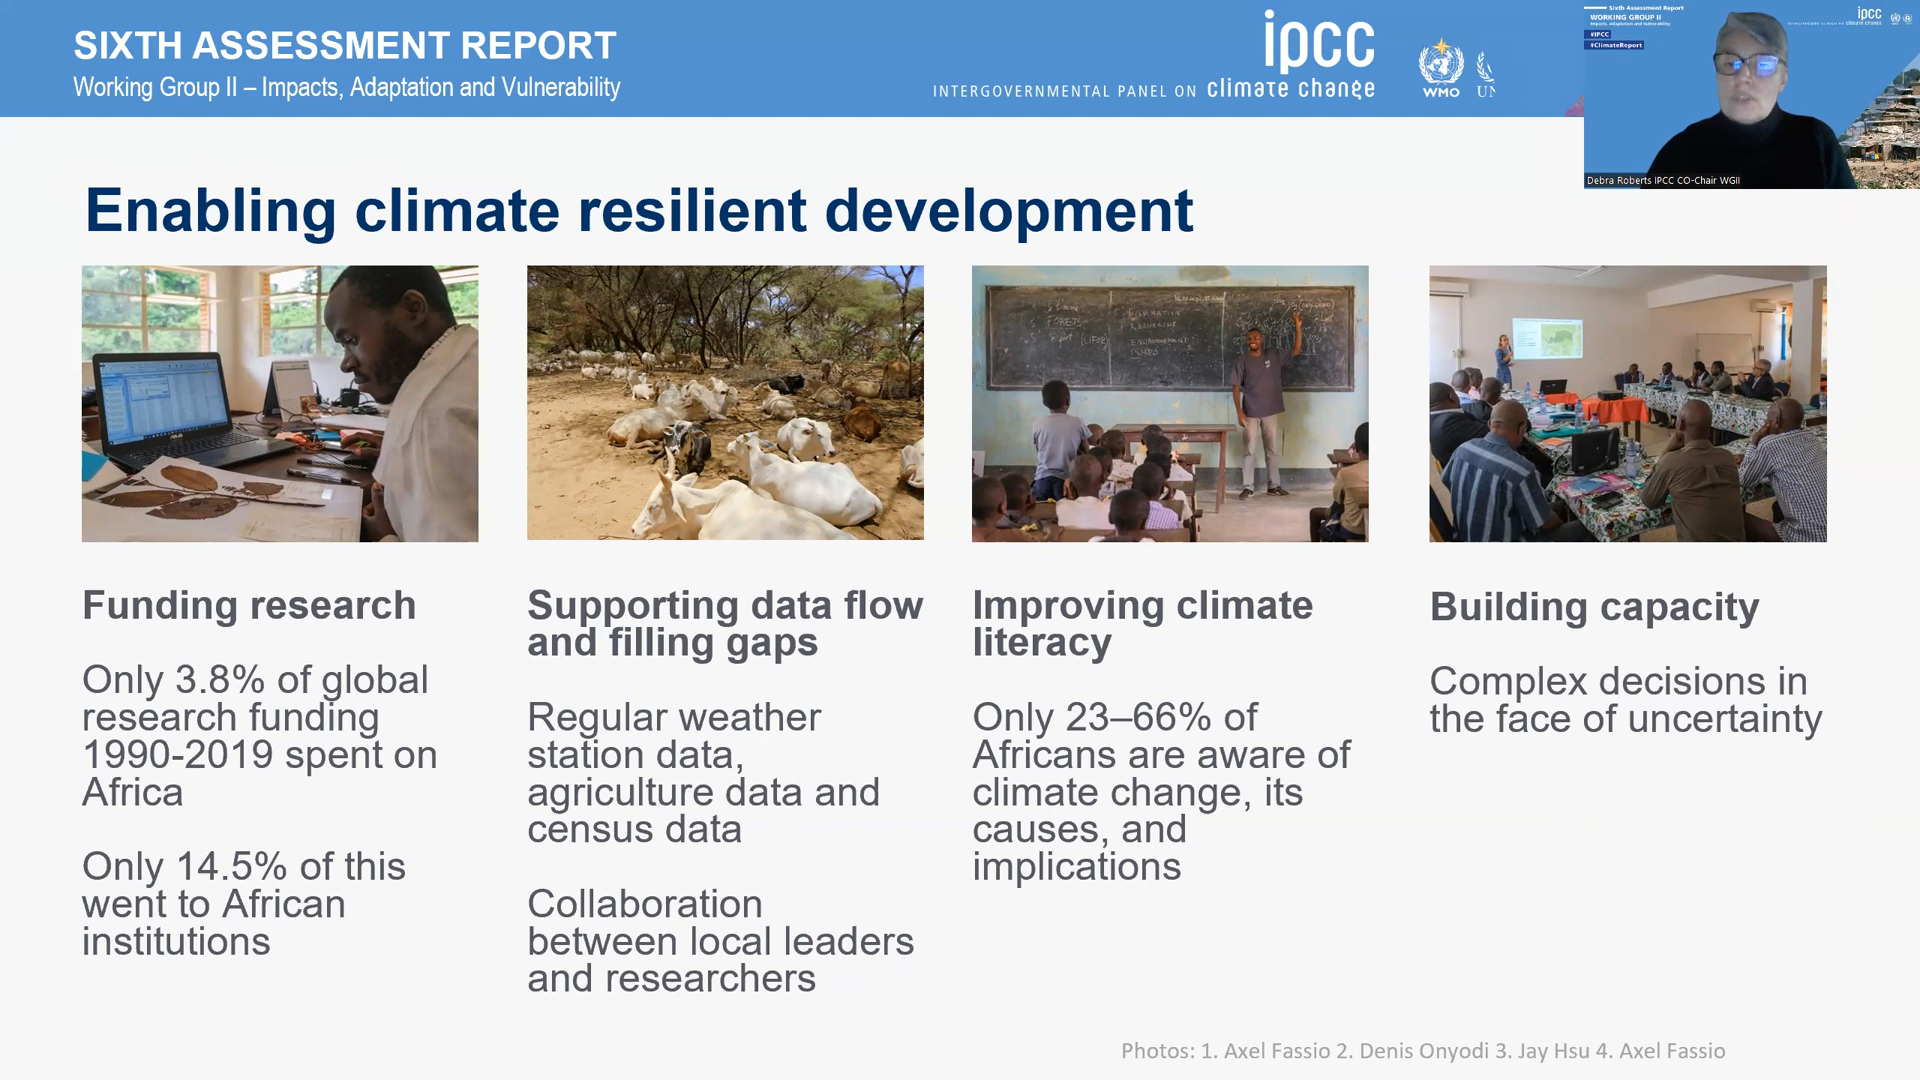 SIXTH ASSESSMENT REPORT
Working Group II – Impacts, Adaptation and Vulnerability
INTERGOVERNMENTAL PANEL ON climate change
ipcc
WMO
UN
Sixth Assessment Report
WORKING GROUP II
Impacts, Adaptation and Vulnerability
#IPCC
#ClimateReport
ipcc
Debra Roberts IPCC CO-Chair WGII
Enabling climate resilient development
FORETS
FORMATION
RECHERCHE
Funding research
Only 3.8% of global
research funding
1990-2019 spent on
Africa
Only 14.5% of this
went to African
institutions
Supporting data flow
and filling gaps
Regular weather
station data,
agriculture data and
census data
Collaboration
between local leaders
and researchers
Improving climate
literacy
Only 23–66% of
Africans are aware of
climate change, its
causes, and
implications
Building capacity
Complex decisions in
the face of uncertainty
Photos: 1. Axel Fassio 2. Denis Onyodi 3. Jay Hsu 4. Axel Fassio